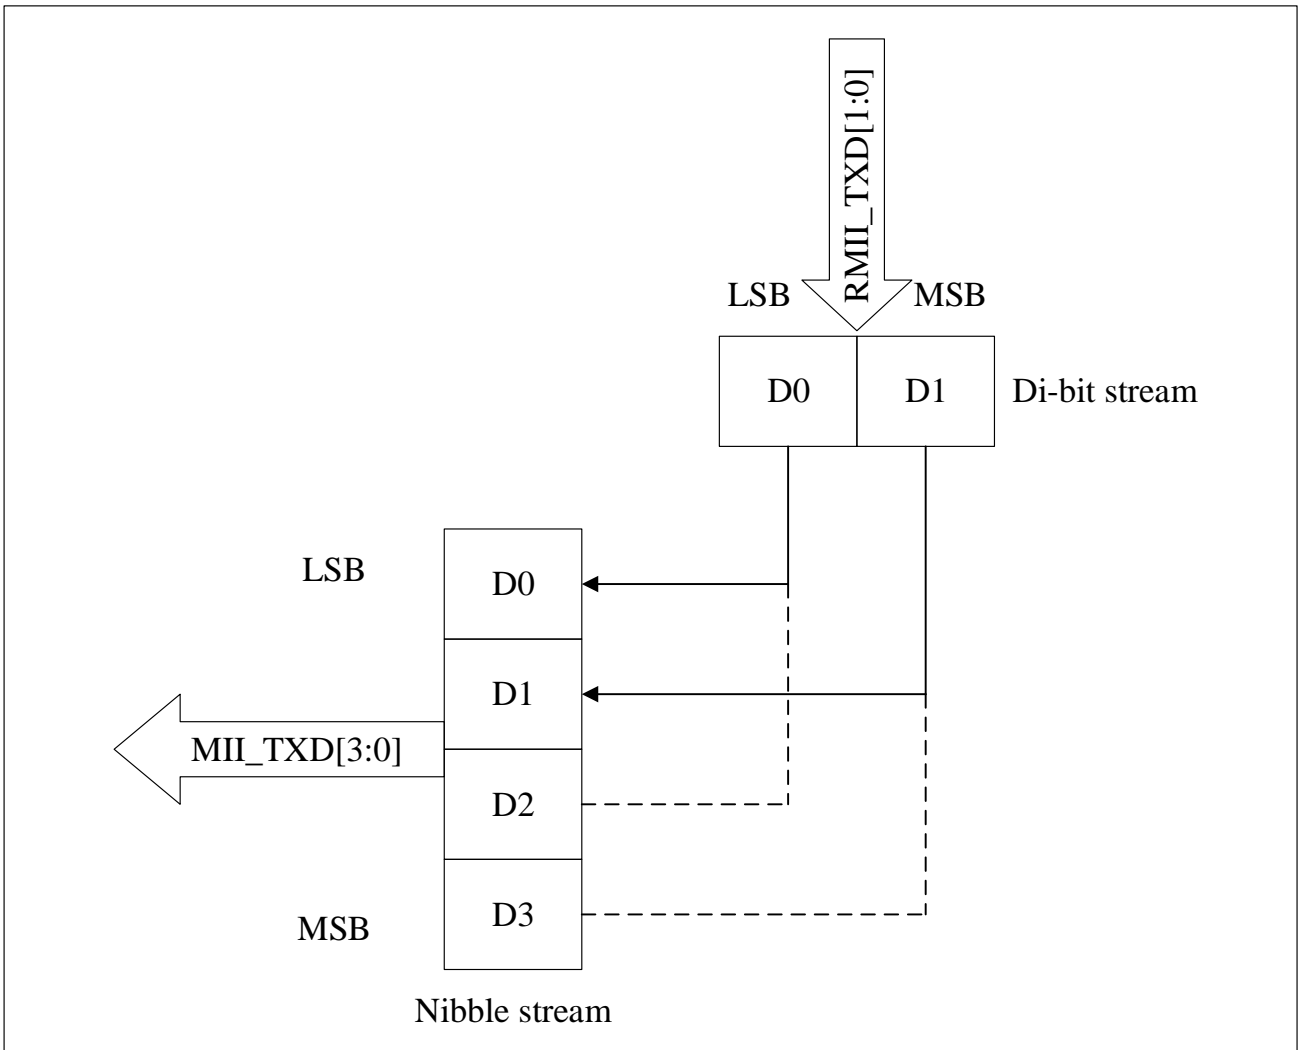 RMII_TXD[1:0]
LSB
MSB
D0
D1
Di-bit stream
LSB
D0
D1
MII_TXD[3:0]
D2
D3
MSB
Nibble stream